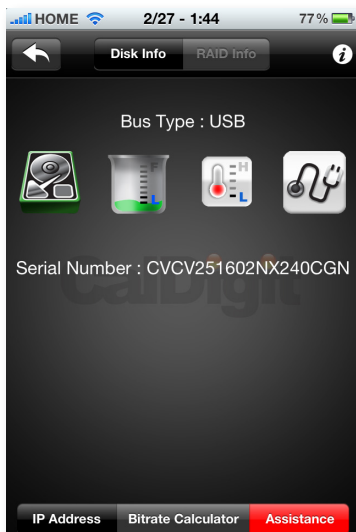 HOME 2/27 - 1:44 77%
Disk Info RAID Info i
Bus Type : USB
F L H L
Serial Number : CVCV251602NX240CGN
CalDigit
IP Address Bitrate Calculator Assistance